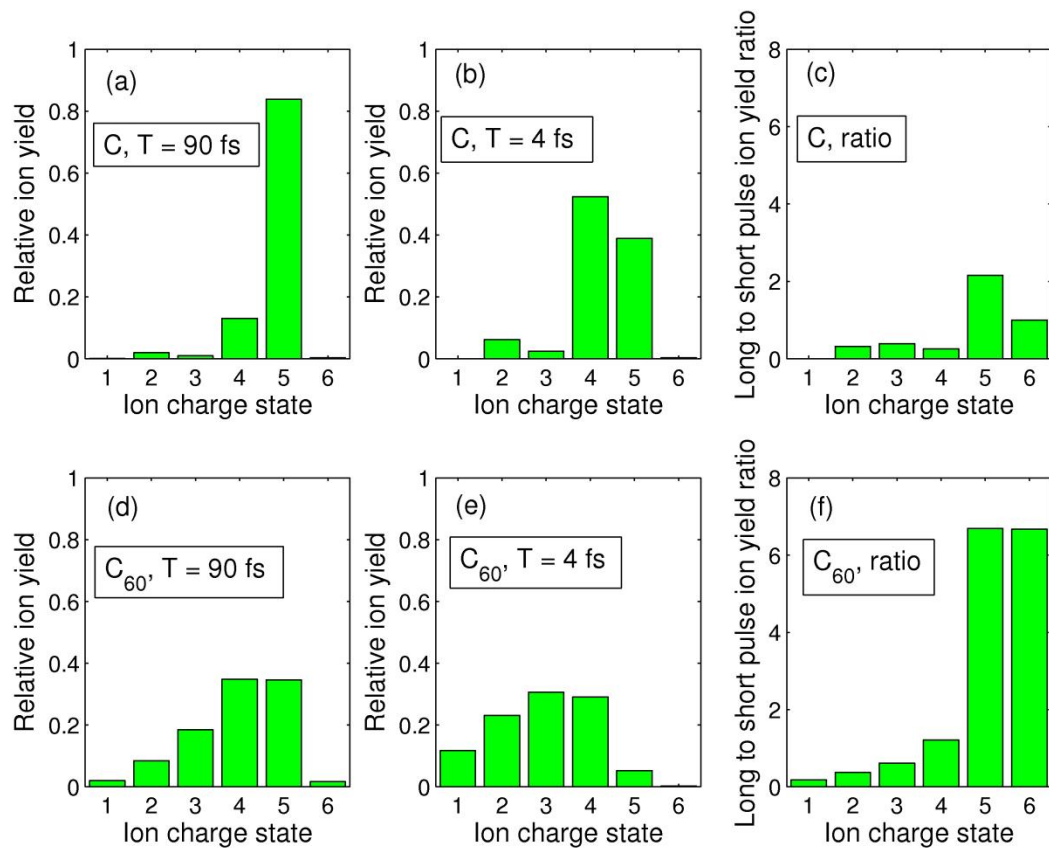 (a)
C, T = 90 fs
Relative ion yield
1
0.8
0.6
0.4
0.2
0
1 2 3 4 5 6
Ion charge state
(b)
C, T = 4 fs
Relative ion yield
1
0.8
0.6
0.4
0.2
0
1 2 3 4 5 6
Ion charge state
(c)
C, ratio
Long to short pulse ion yield ratio
8
6
4
2
0
1 2 3 4 5 6
Ion charge state
(d)
C60, T = 90 fs
Relative ion yield
1
0.8
0.6
0.4
0.2
0
1 2 3 4 5 6
Ion charge state
(e)
C60, T = 4 fs
Relative ion yield
1
0.8
0.6
0.4
0.2
0
1 2 3 4 5 6
Ion charge state
(f)
C60, ratio
Long to short pulse ion yield ratio
8
6
4
2
0
1 2 3 4 5 6
Ion charge state